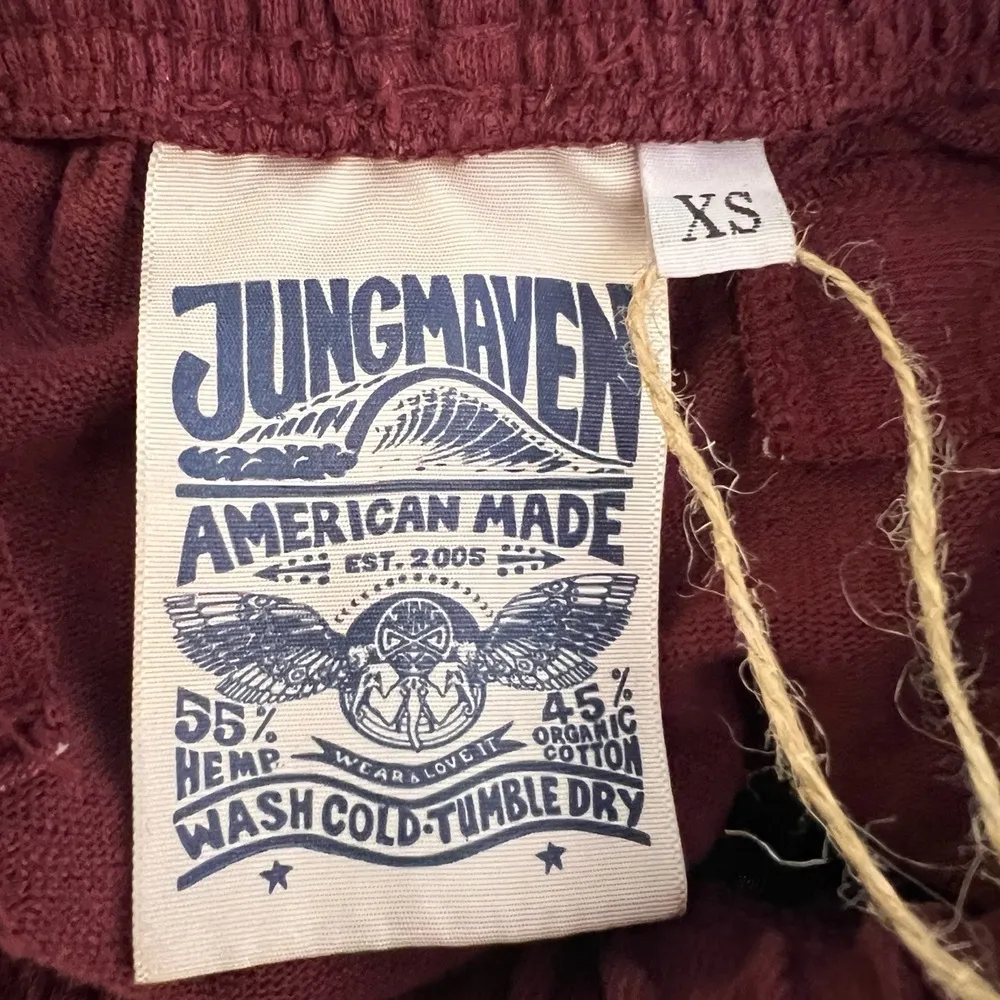 XS
JUNGMAVEN
AMERICAN MADE
EST. 2005
55%
HEMP
45%
ORGANIC
COTTON
WEAR & LOVE IT
WASH COLD·TUMBLE DRY